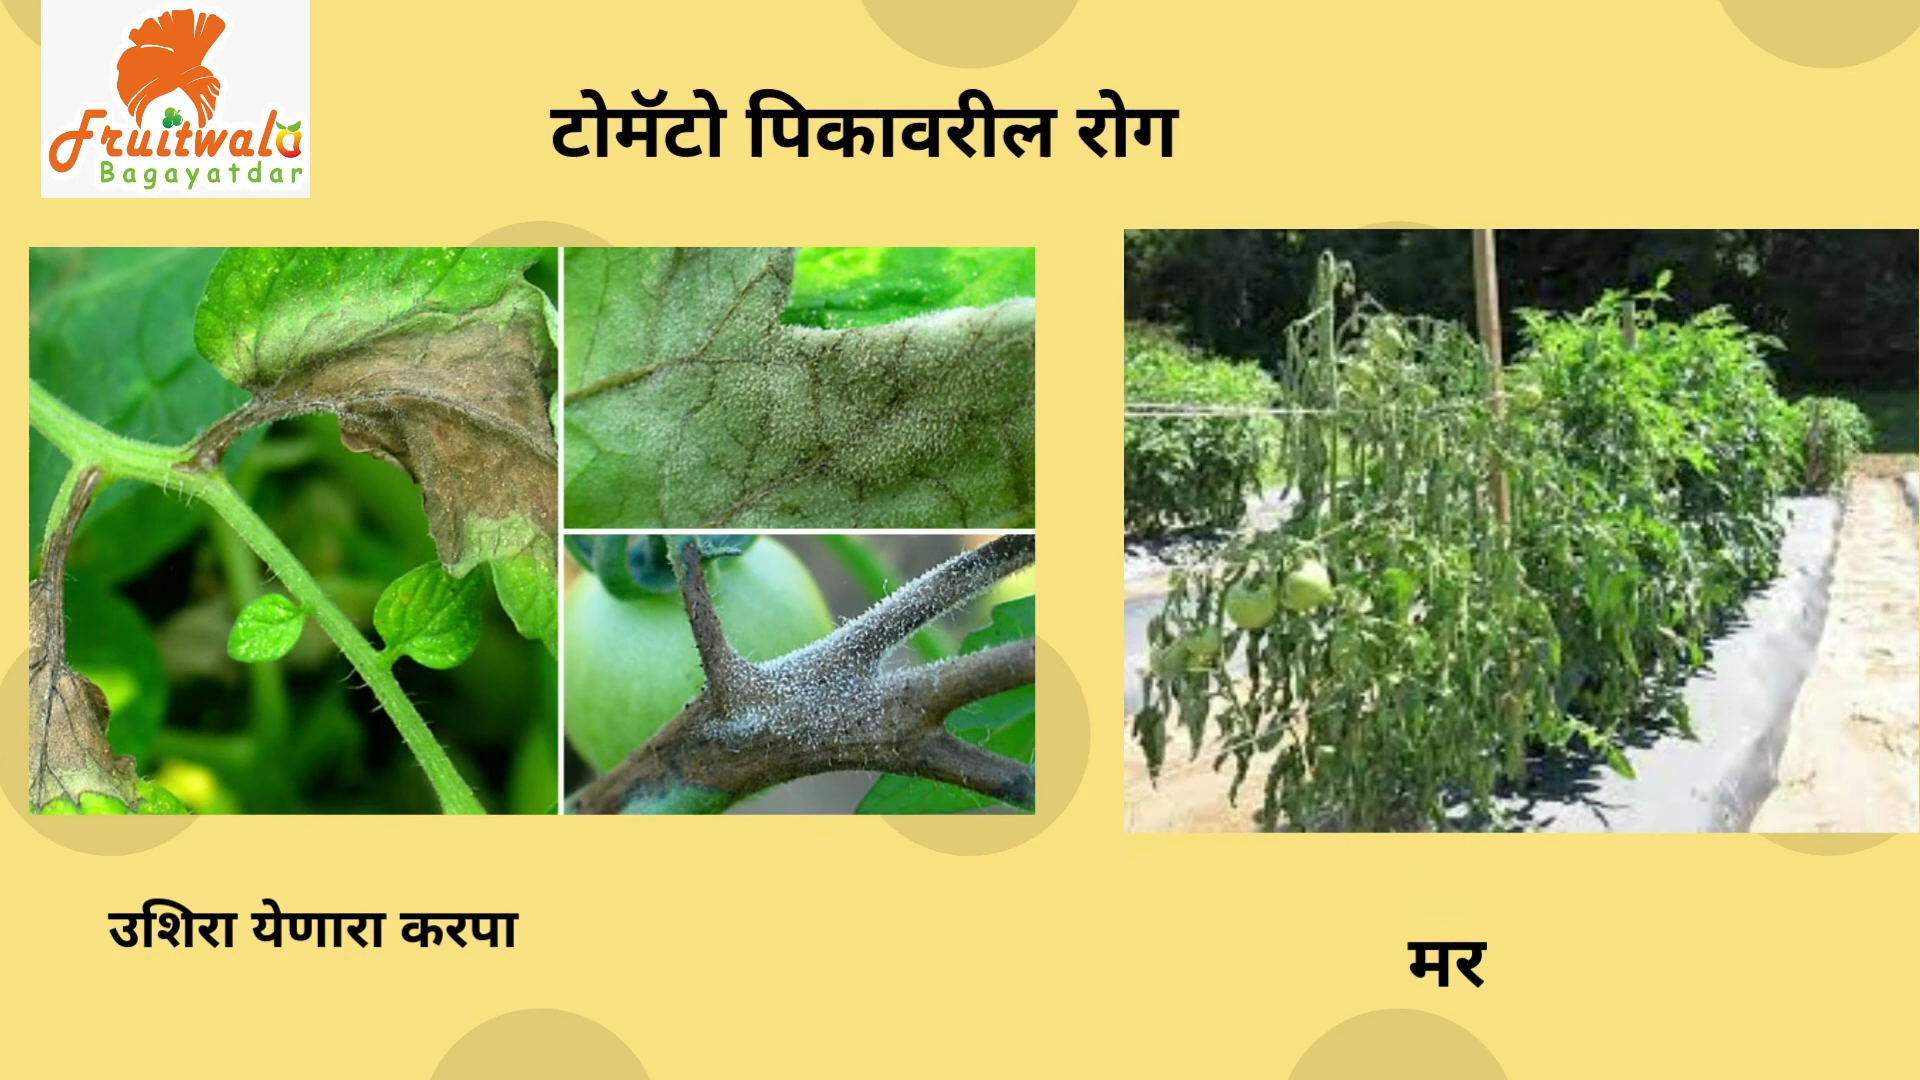 Fruitwala
Bagayatdar
टोमॅटो पिकावरील रोग
उशिरा येणारा करपा
मर